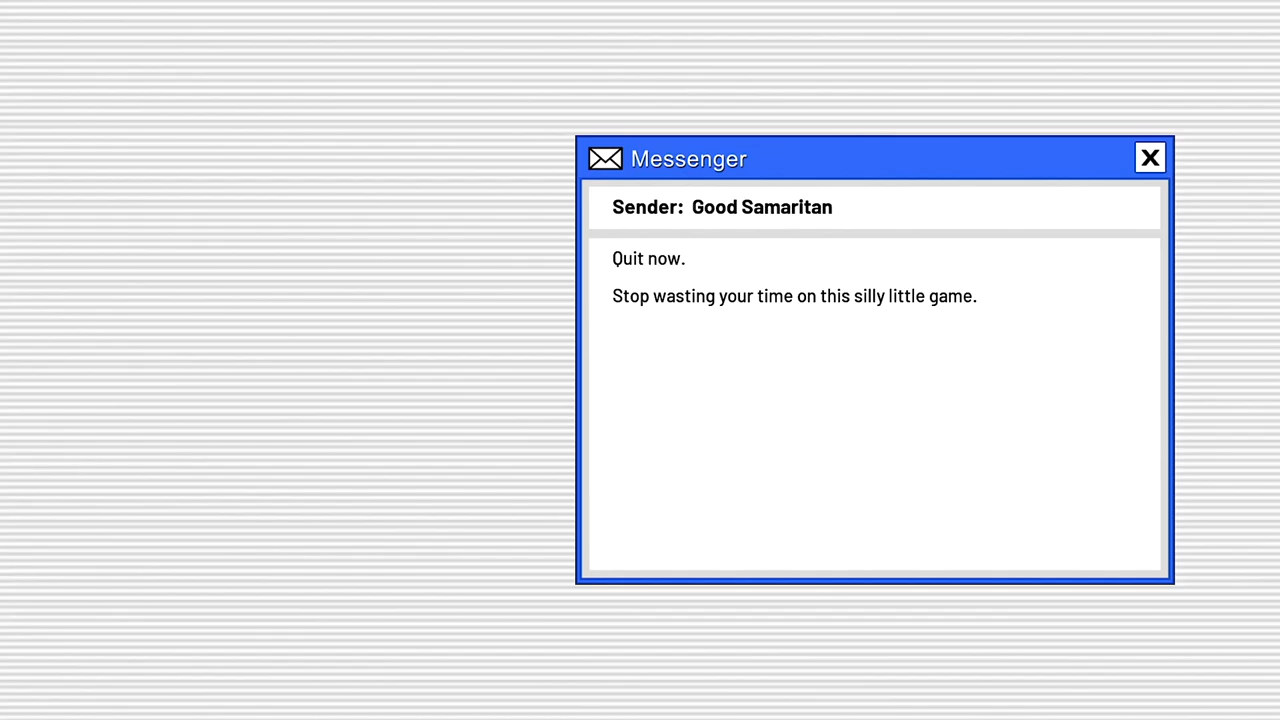 Messenger
X
Sender: Good Samaritan
Quit now.
Stop wasting your time on this silly little game.